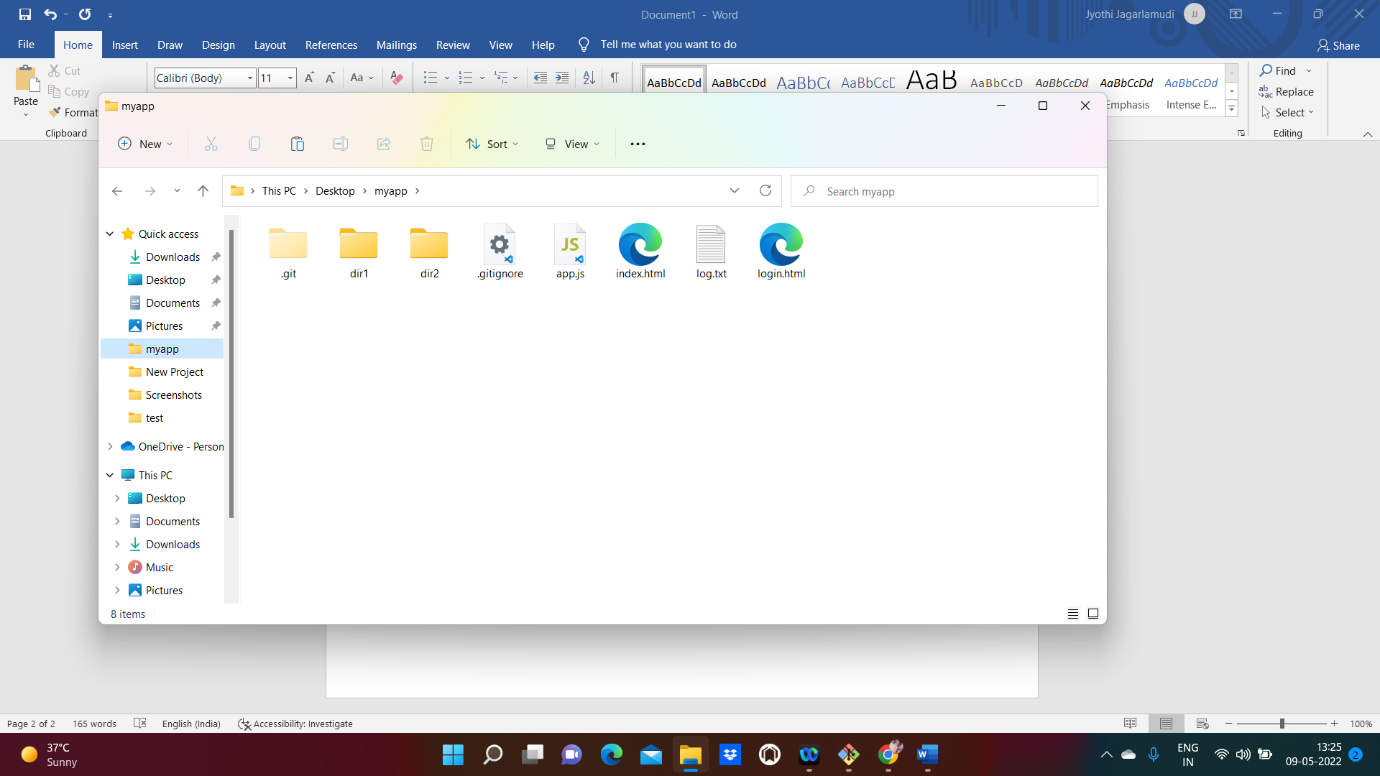 Document1 - Word
Jyothi Jagarlamudi
JJ
File
Home
Insert
Draw
Design
Layout
References
Mailings
Review
View
Help
Tell me what you want to do
Share
Paste
Cut
Copy
Format
Clipboard
Calibri (Body)
11
Aa
AaBbCcDd
AaBbCcDd
AaBbCc
AaBbCcD
AaB
AaBbCcD
AaBbCcDd
AaBbCcDd
AaBbCcDd
Emphasis
Intense E...
Find
Replace
Select
Editing
myapp
New
Sort
View
This PC
Desktop
myapp
Search myapp
Quick access
Downloads
Desktop
Documents
Pictures
myapp
New Project
Screenshots
test
OneDrive - Person
This PC
Desktop
Documents
Downloads
Music
Pictures
.git
dir1
dir2
.gitignore
JS
app.js
index.html
log.txt
login.html
8 items
Page 2 of 2
165 words
English (India)
Accessibility: Investigate
100%
37°C
Sunny
ENG
IN
13:25
09-05-2022
2